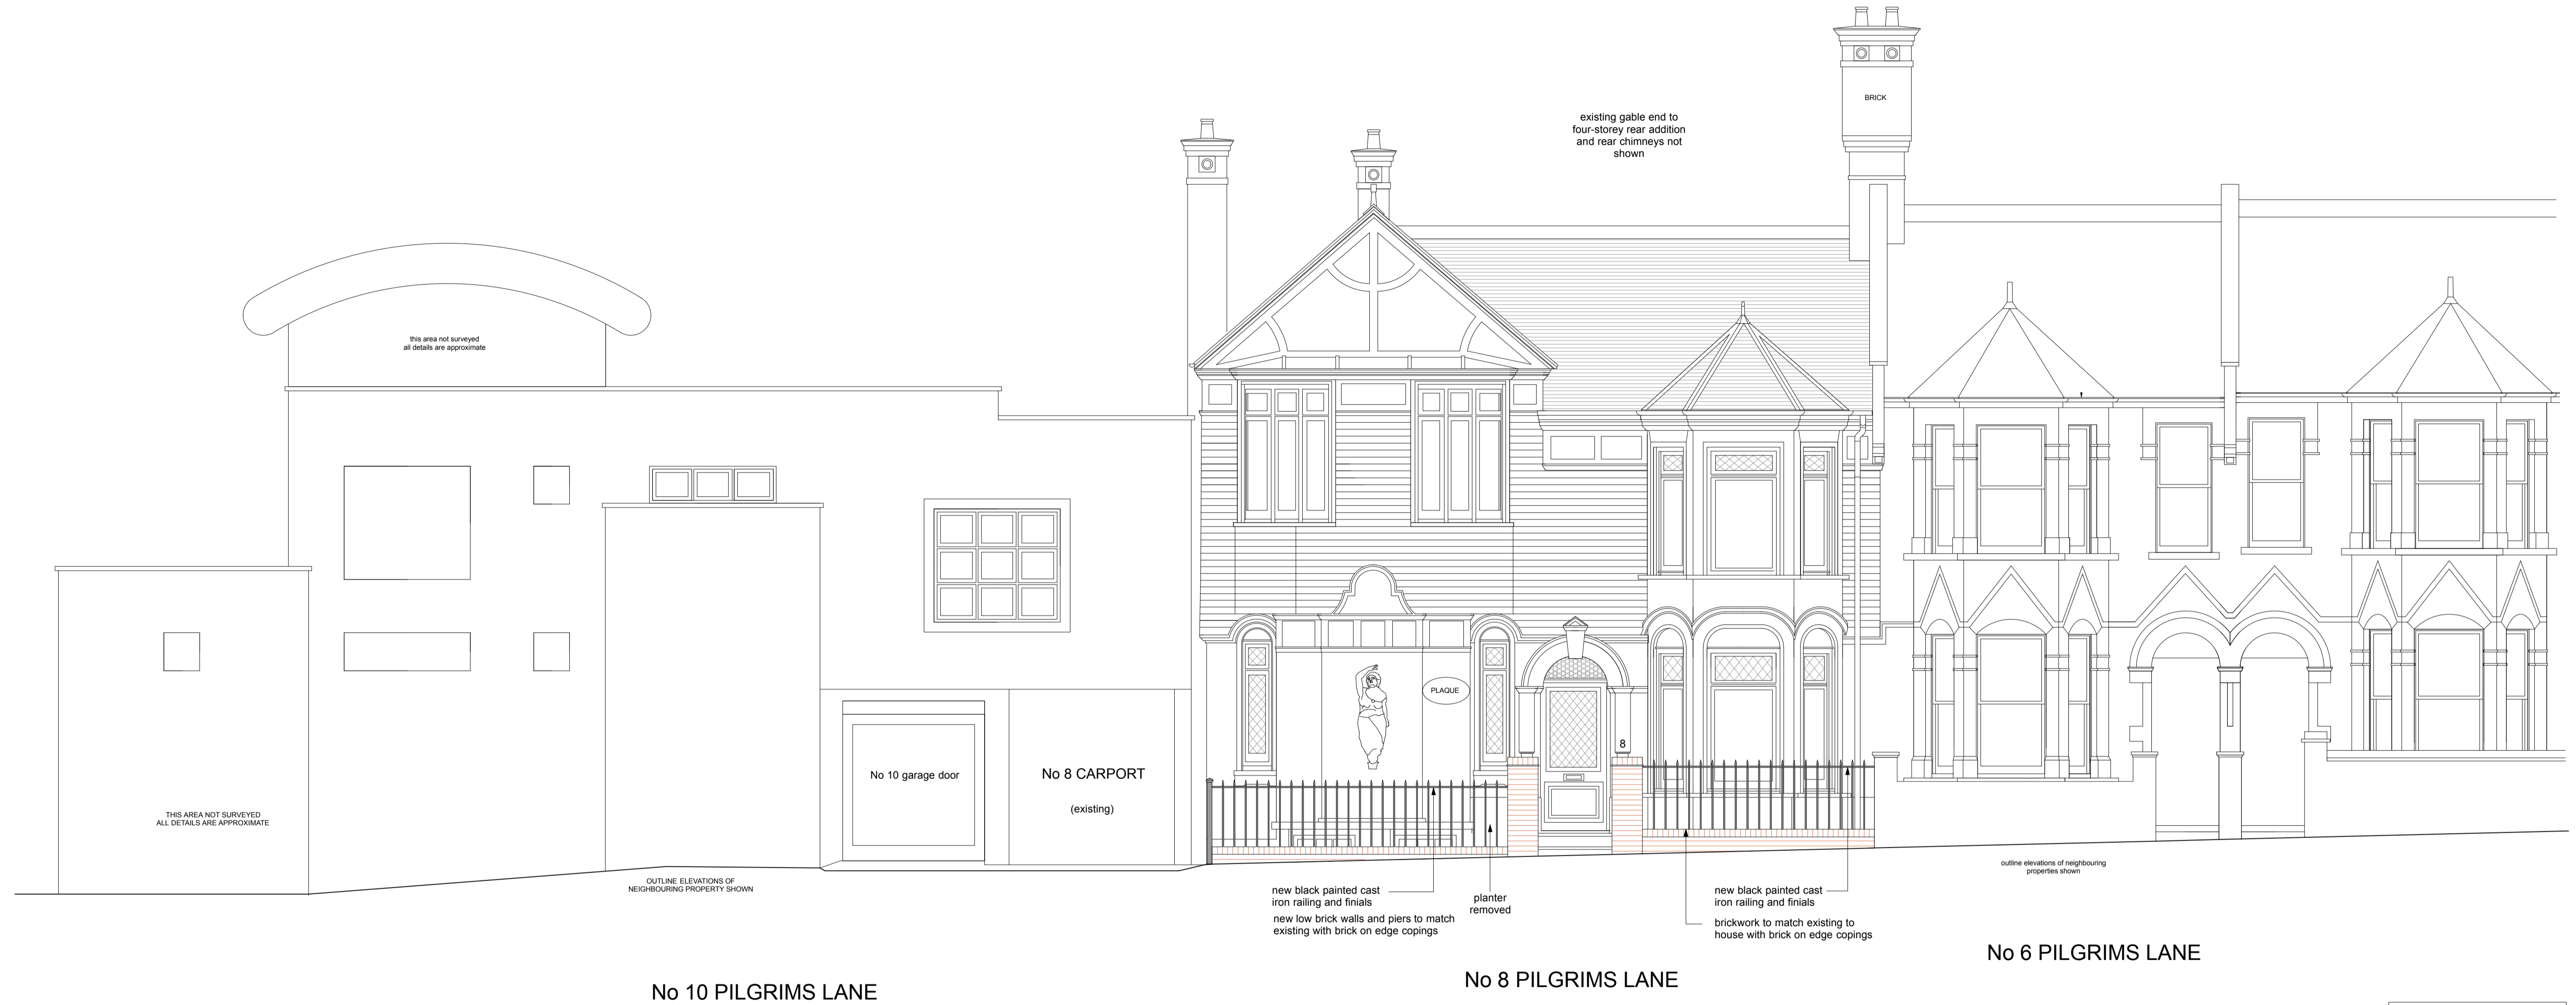 BRICK
existing gable end to
four-storey rear addition
and rear chimneys not
shown
this area not surveyed
all details are approximate
PLAQUE
8
No 10 garage door
No 8 CARPORT
(existing)
THIS AREA NOT SURVEYED
ALL DETAILS ARE APPROXIMATE
OUTLINE ELEVATIONS OF
NEIGHBOURING PROPERTY SHOWN
new black painted cast
iron railing and finials
new low brick walls and piers to match
existing with brick on edge copings
planter
removed
new black painted cast
iron railing and finials
brickwork to match existing to
house with brick on edge copings
outline elevations of neighbouring
properties shown
No 6 PILGRIMS LANE
No 8 PILGRIMS LANE
No 10 PILGRIMS LANE